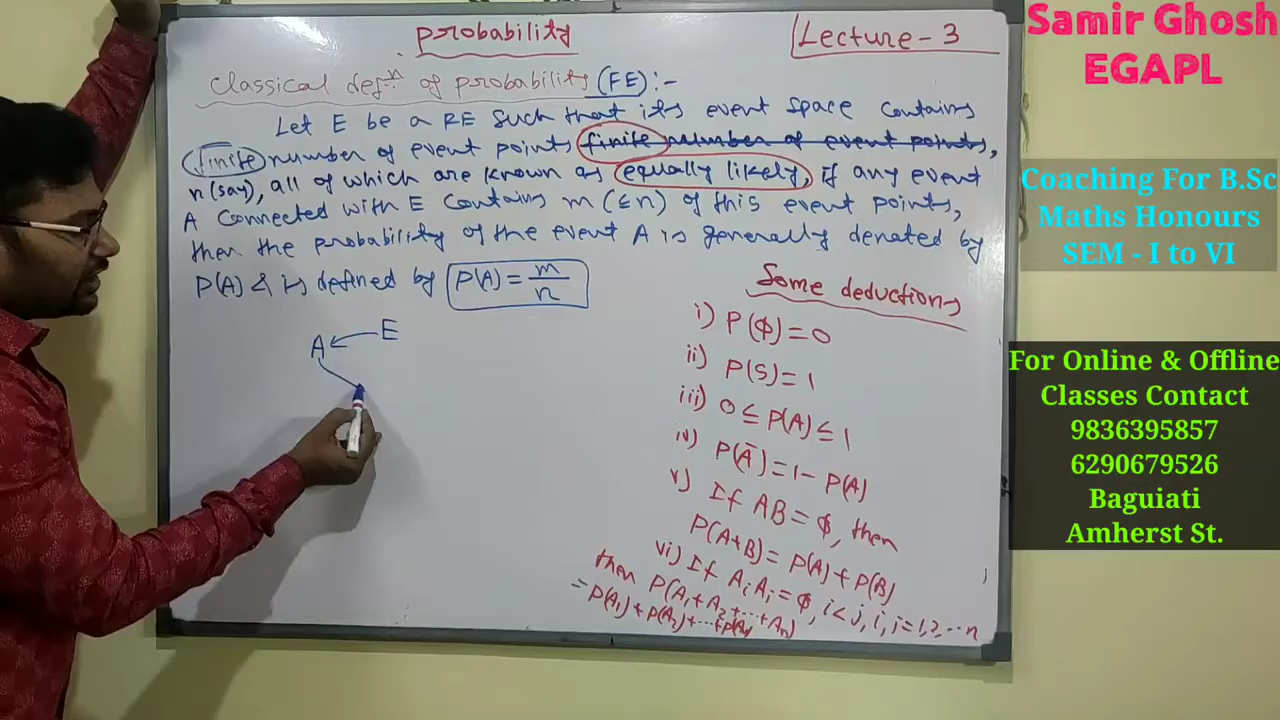 Probability
Lecture - 3
Classical defⁿ of probability (FE) :-
Let E be a RE such that its event space contains
finite number of event points finite number of event points,
n (say), all of which are known as equally likely, if any event
A connected with E contains m (≤n) of this event points,
then the probability of the event A is generally denoted by
P(A) & is defined by P(A) = m/n
A ← E
Some deductions
i) P(ϕ) = 0
ii) P(S) = 1
iii) 0 ≤ P(A) ≤ 1
iv) P(Ā) = 1 - P(A)
v) If AB = ϕ, then
P(A+B) = P(A) + P(B)
vi) If AᵢAⱼ = ϕ, i < j, i, j = 1, 2, ... n
then P(A₁ + A₂ + ... + Aₙ)
= P(A₁) + P(A₂) + ... + P(Aₙ)
Samir Ghosh
EGAPL
Coaching For B.Sc
Maths Honours
SEM - I to VI
For Online & Offline
Classes Contact
9836395857
6290679526
Baguiati
Amherst St.